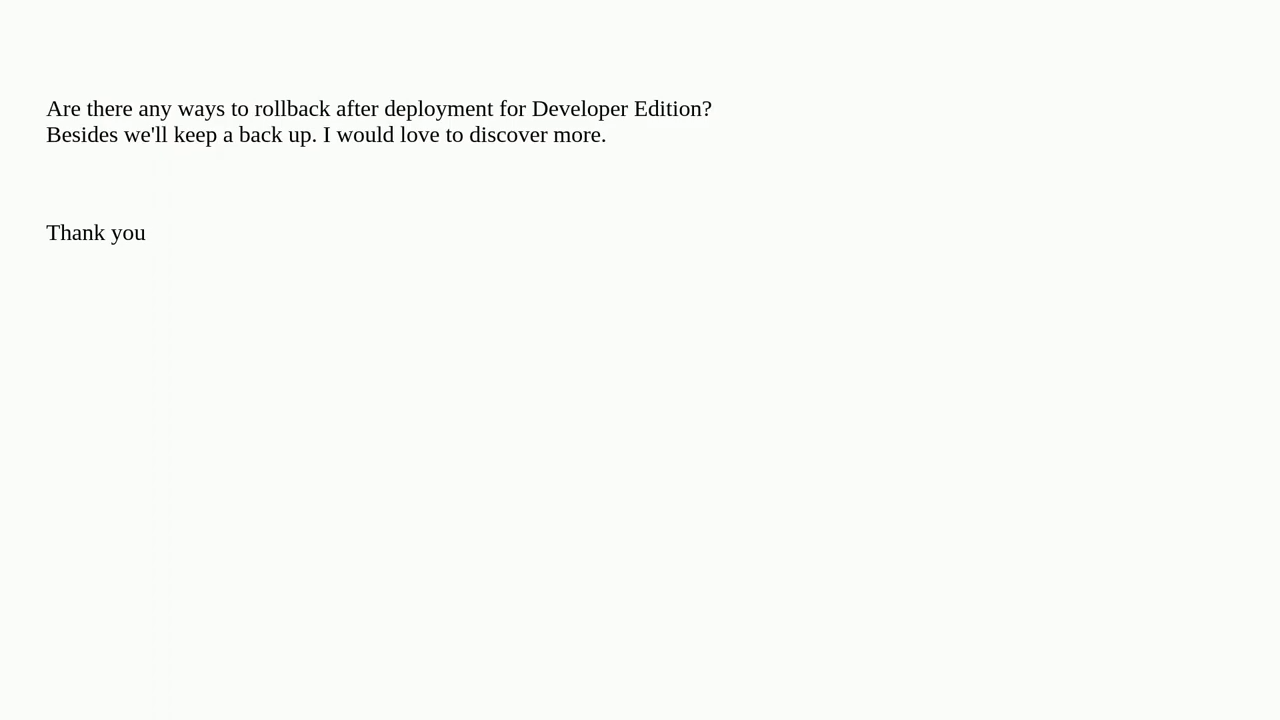 Are there any ways to rollback after deployment for Developer Edition?
Besides we'll keep a back up. I would love to discover more.
Thank you